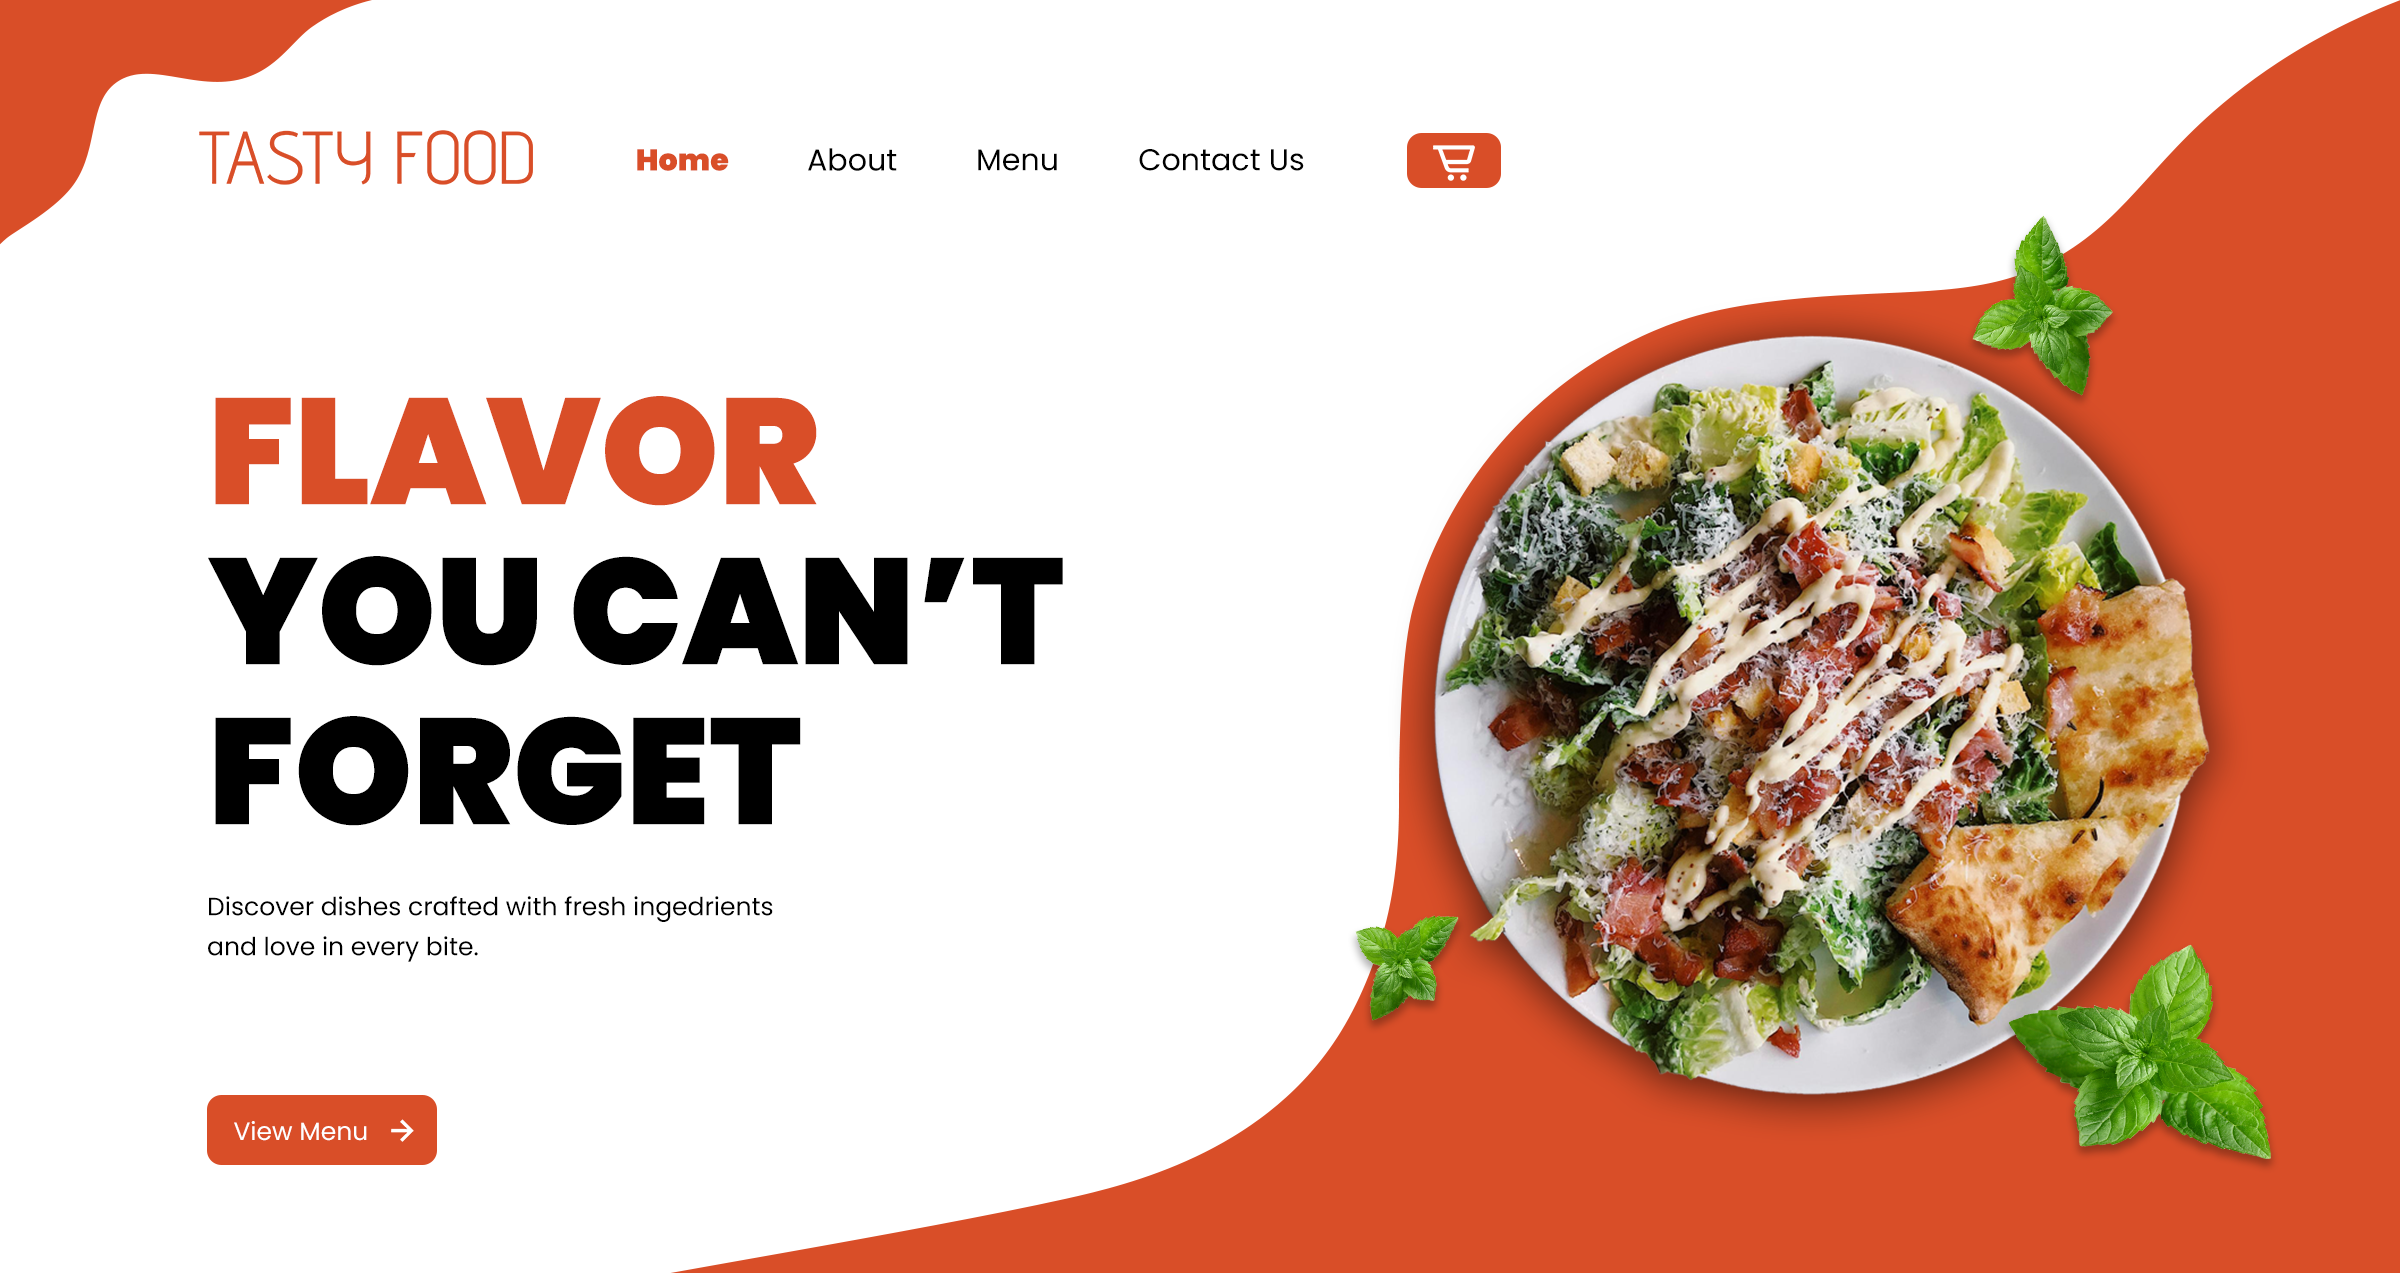 TASTY FOOD Home About Menu Contact Us
FLAVOR
YOU CAN’T
FORGET
Discover dishes crafted with fresh ingedrients
and love in every bite.
View Menu